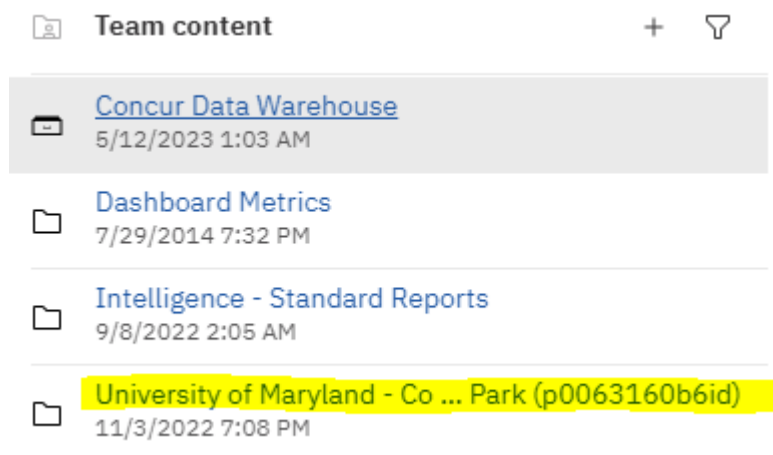 Team content
Concur Data Warehouse
5/12/2023 1:03 AM
Dashboard Metrics
7/29/2014 7:32 PM
Intelligence - Standard Reports
9/8/2022 2:05 AM
University of Maryland - Co ... Park (p0063160b6id)
11/3/2022 7:08 PM